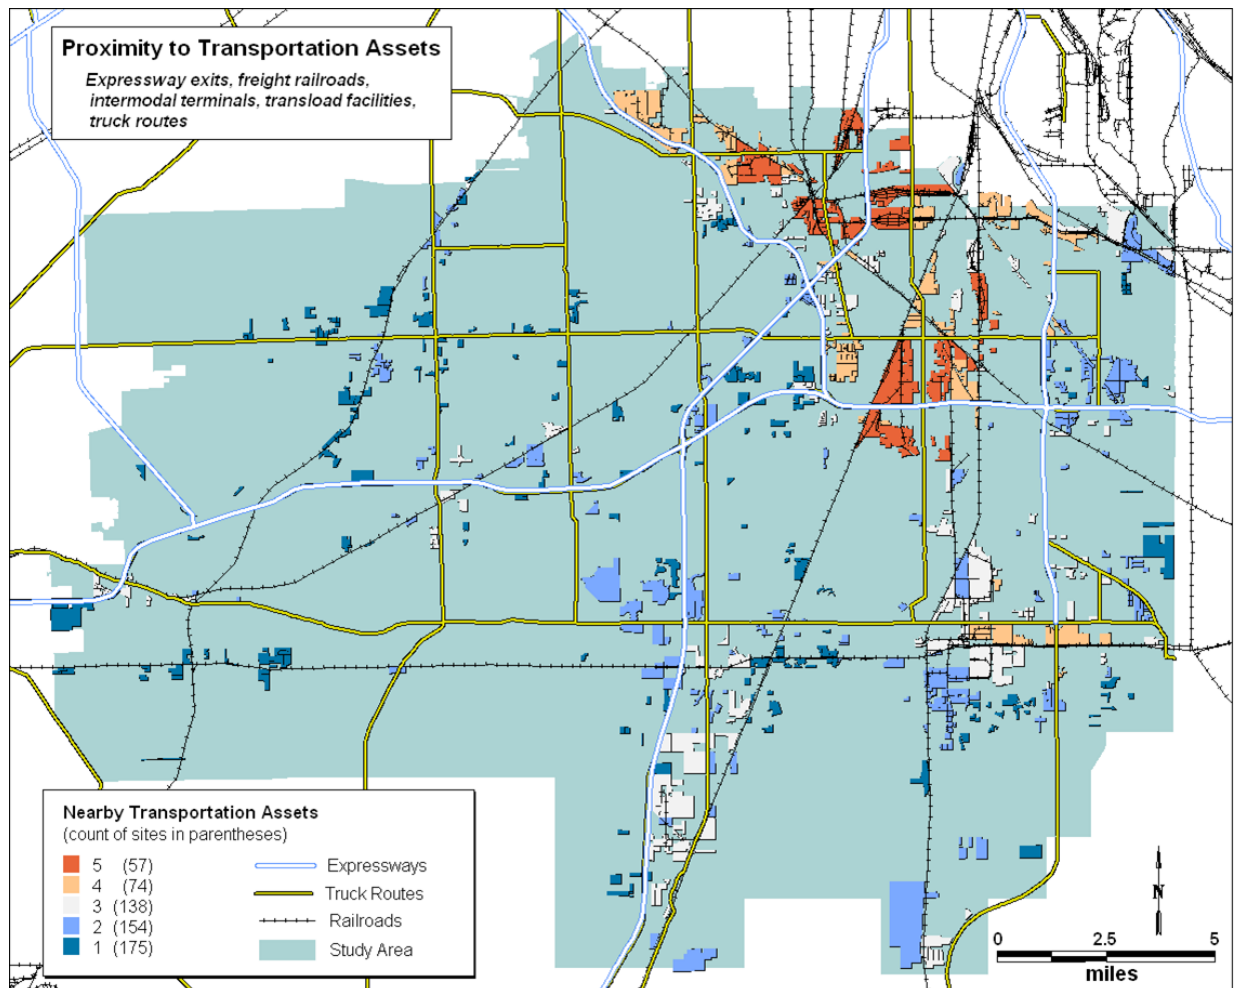 Proximity to Transportation Assets
Expressway exits, freight railroads,
intermodal terminals, transload facilities,
truck routes
Nearby Transportation Assets
(count of sites in parentheses)
5 (57)
4 (74)
3 (138)
2 (154)
1 (175)
Expressways
Truck Routes
Railroads
Study Area
N
0 2.5 5
miles